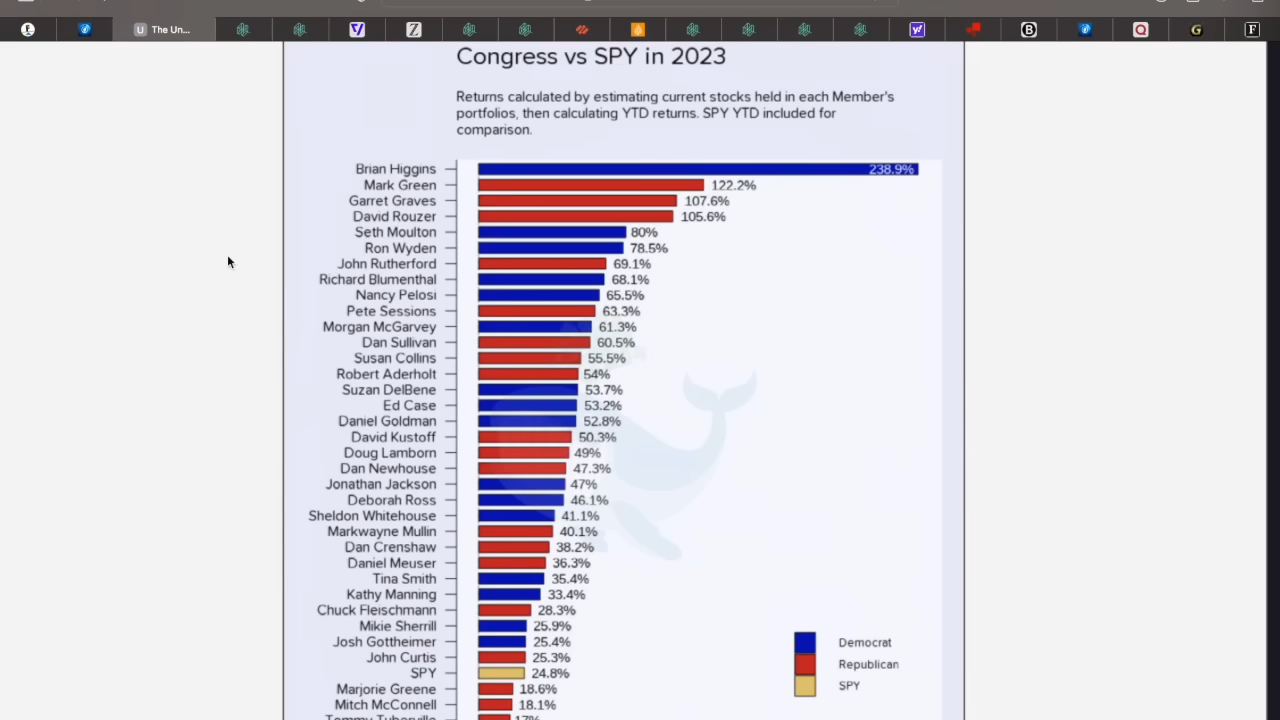 The Un...
Congress vs SPY in 2023
Returns calculated by estimating current stocks held in each Member's
portfolios, then calculating YTD returns. SPY YTD included for
comparison.
Brian Higgins 238.9%
Mark Green 122.2%
Garret Graves 107.6%
David Rouzer 105.6%
Seth Moulton 80%
Ron Wyden 78.5%
John Rutherford 69.1%
Richard Blumenthal 68.1%
Nancy Pelosi 65.5%
Pete Sessions 63.3%
Morgan McGarvey 61.3%
Dan Sullivan 60.5%
Susan Collins 55.5%
Robert Aderholt 54%
Suzan DelBene 53.7%
Ed Case 53.2%
Daniel Goldman 52.8%
David Kustoff 50.3%
Doug Lamborn 49%
Dan Newhouse 47.3%
Jonathan Jackson 47%
Deborah Ross 46.1%
Sheldon Whitehouse 41.1%
Markwayne Mullin 40.1%
Dan Crenshaw 38.2%
Daniel Meuser 36.3%
Tina Smith 35.4%
Kathy Manning 33.4%
Chuck Fleischmann 28.3%
Mikie Sherrill 25.9%
Josh Gottheimer 25.4%
John Curtis 25.3%
SPY 24.8%
Marjorie Greene 18.6%
Mitch McConnell 18.1%
Tommy Tuberville 17%
Democrat
Republican
SPY